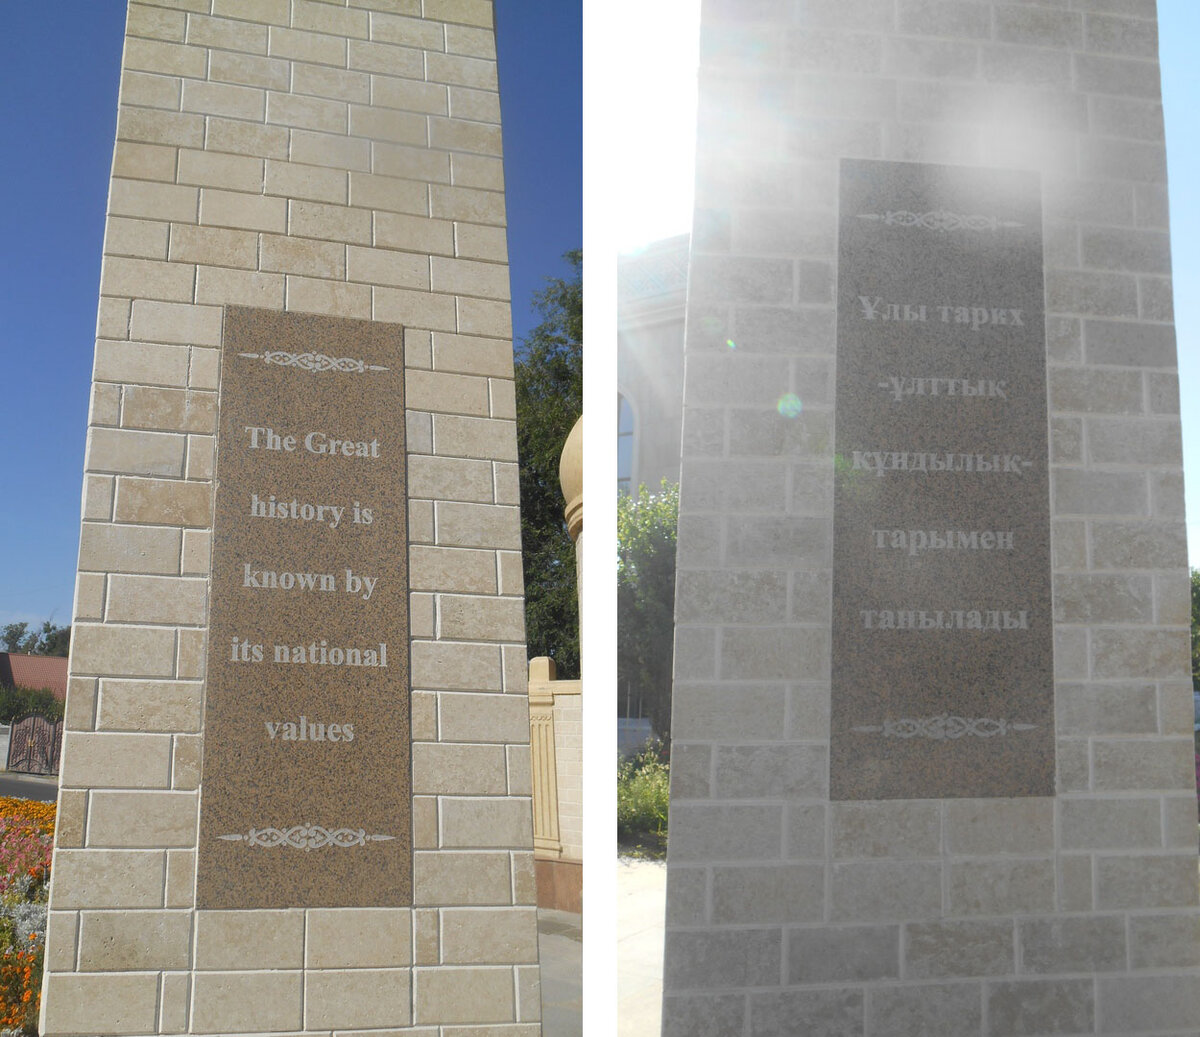 The Great
history is
known by
its national
values
Ұлы тарих
-ұлттық
құндылық-
тарымен
танылады